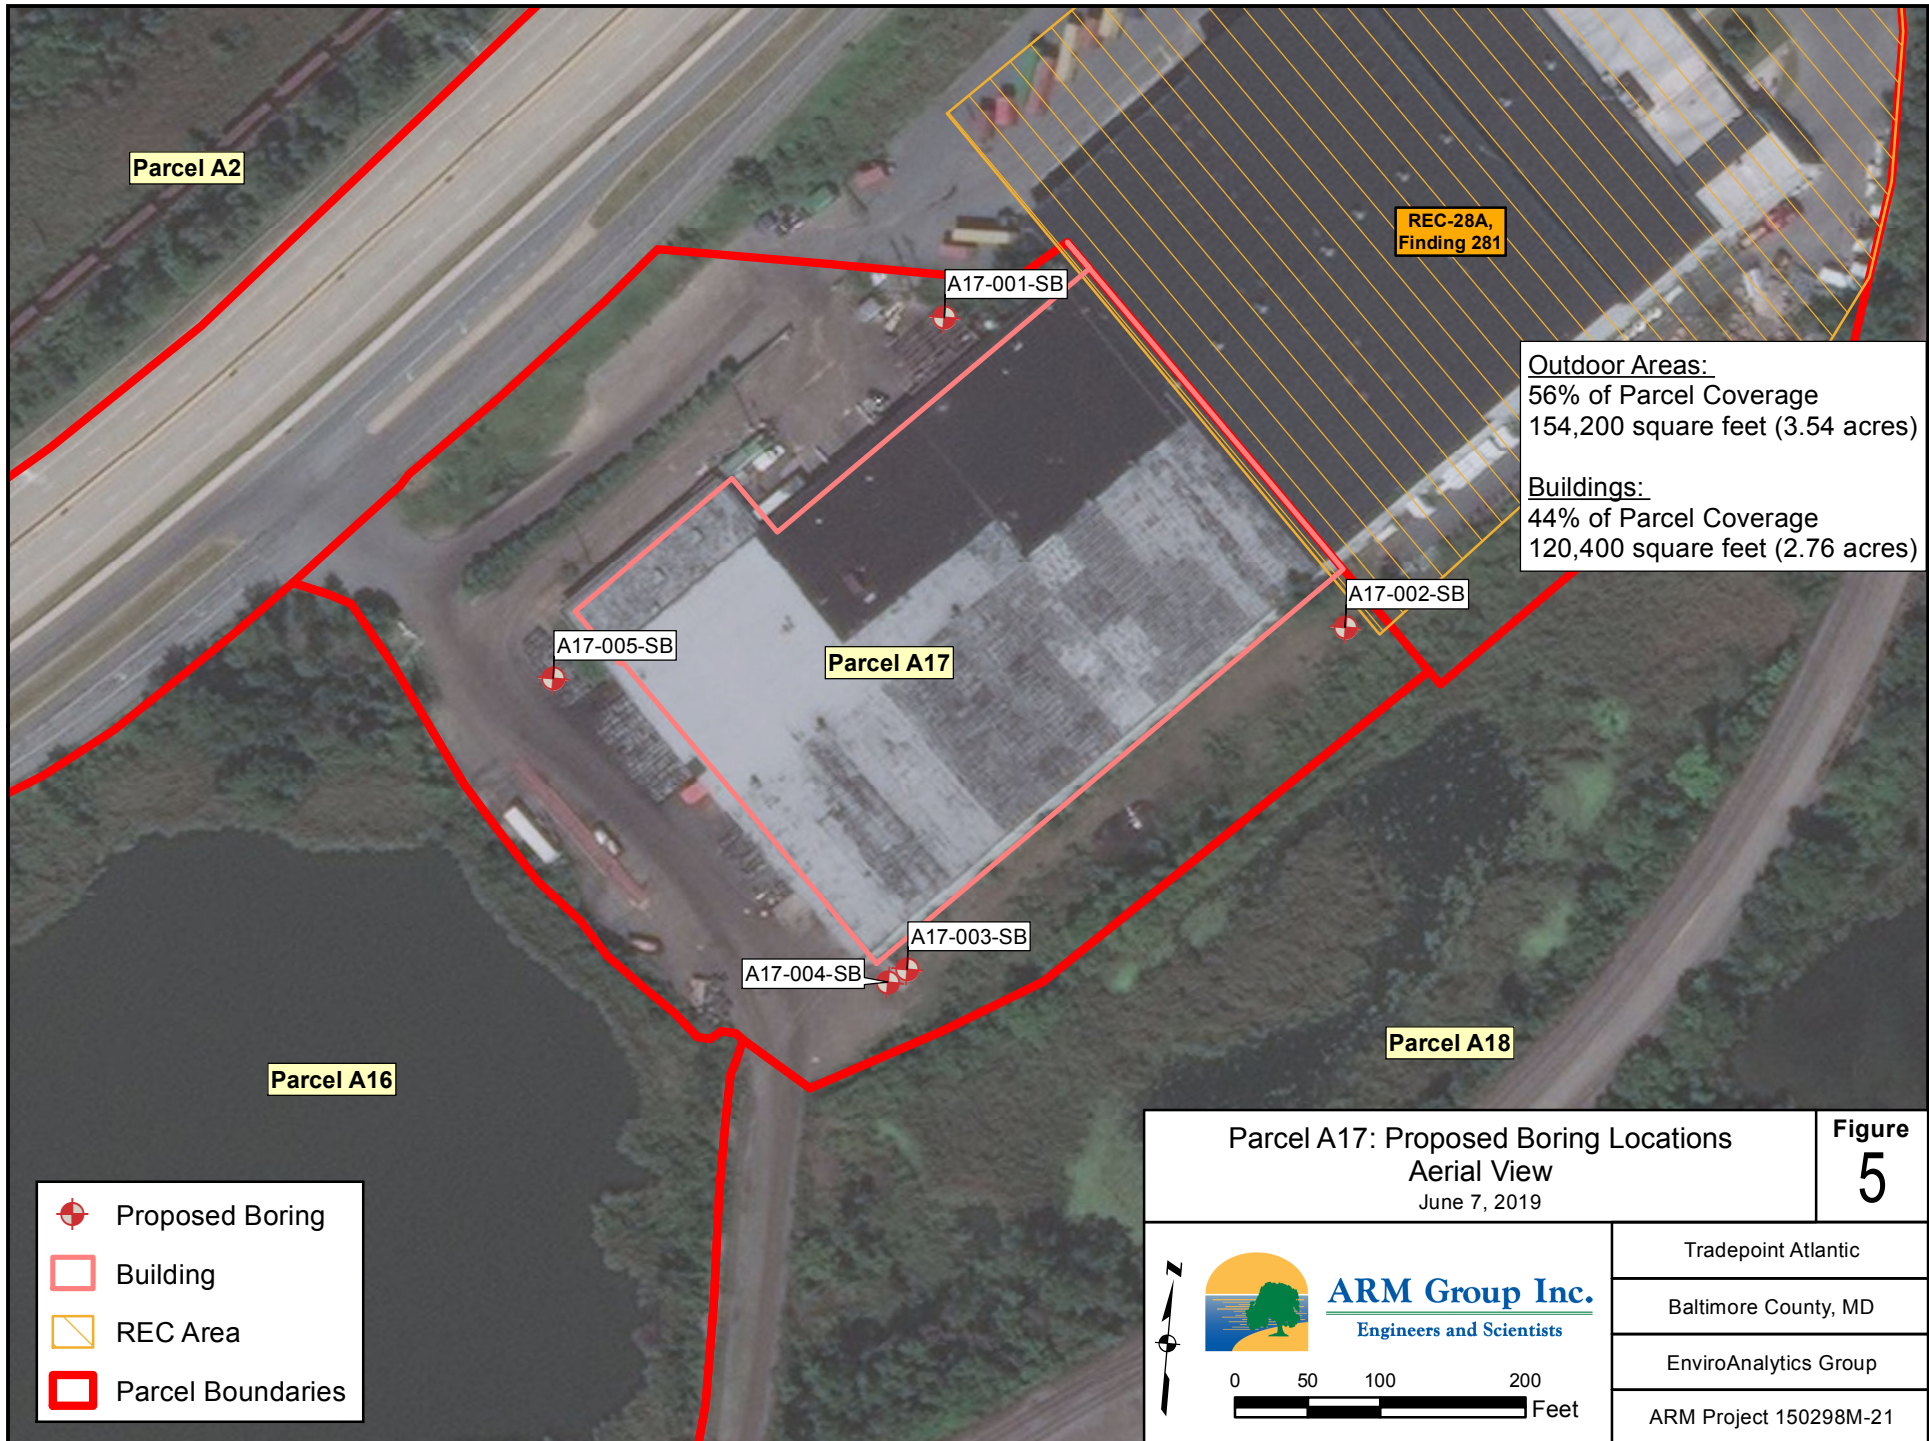 Parcel A2
REC-28A,
Finding 281
A17-001-SB
Outdoor Areas:
56% of Parcel Coverage
154,200 square feet (3.54 acres)
Buildings:
44% of Parcel Coverage
120,400 square feet (2.76 acres)
A17-002-SB
A17-005-SB
Parcel A17
A17-003-SB
A17-004-SB
Parcel A18
Parcel A16
Proposed Boring
Building
REC Area
Parcel Boundaries
Parcel A17: Proposed Boring Locations
Aerial View
June 7, 2019
Figure
5
N
ARM Group Inc.
Engineers and Scientists
0 50 100 200
Feet
Tradepoint Atlantic
Baltimore County, MD
EnviroAnalytics Group
ARM Project 150298M-21